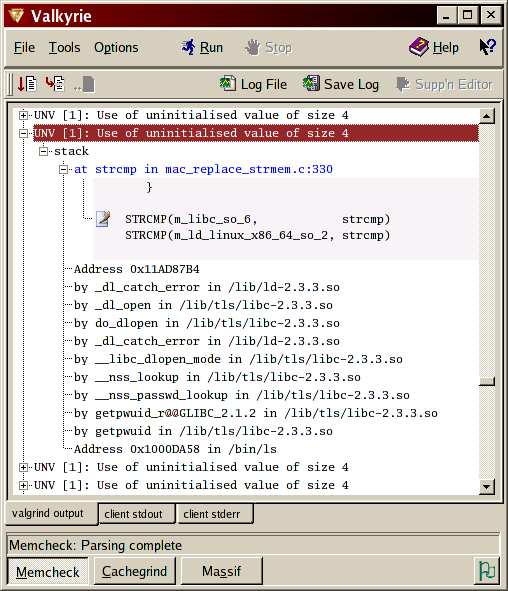 Valkyrie
File Tools Options Run Stop Help
Log File Save Log Supp'n Editor
UNV [1]: Use of uninitialised value of size 4
UNV [1]: Use of uninitialised value of size 4
stack
at strcmp in mac_replace_strmem.c:330
}
STRCMP(m_libc_so_6, strcmp)
STRCMP(m_ld_linux_x86_64_so_2, strcmp)
Address 0x11AD87B4
by _dl_catch_error in /lib/ld-2.3.3.so
by _dl_open in /lib/tls/libc-2.3.3.so
by do_dlopen in /lib/tls/libc-2.3.3.so
by _dl_catch_error in /lib/ld-2.3.3.so
by __libc_dlopen_mode in /lib/tls/libc-2.3.3.so
by __nss_lookup in /lib/tls/libc-2.3.3.so
by __nss_passwd_lookup in /lib/tls/libc-2.3.3.so
by getpwuid_r@@GLIBC_2.1.2 in /lib/tls/libc-2.3.3.so
by getpwuid in /lib/tls/libc-2.3.3.so
Address 0x1000DA58 in /bin/ls
UNV [1]: Use of uninitialised value of size 4
UNV [1]: Use of uninitialised value of size 4
valgrind output client stdout client stderr
Memcheck: Parsing complete
Memcheck Cachegrind Massif